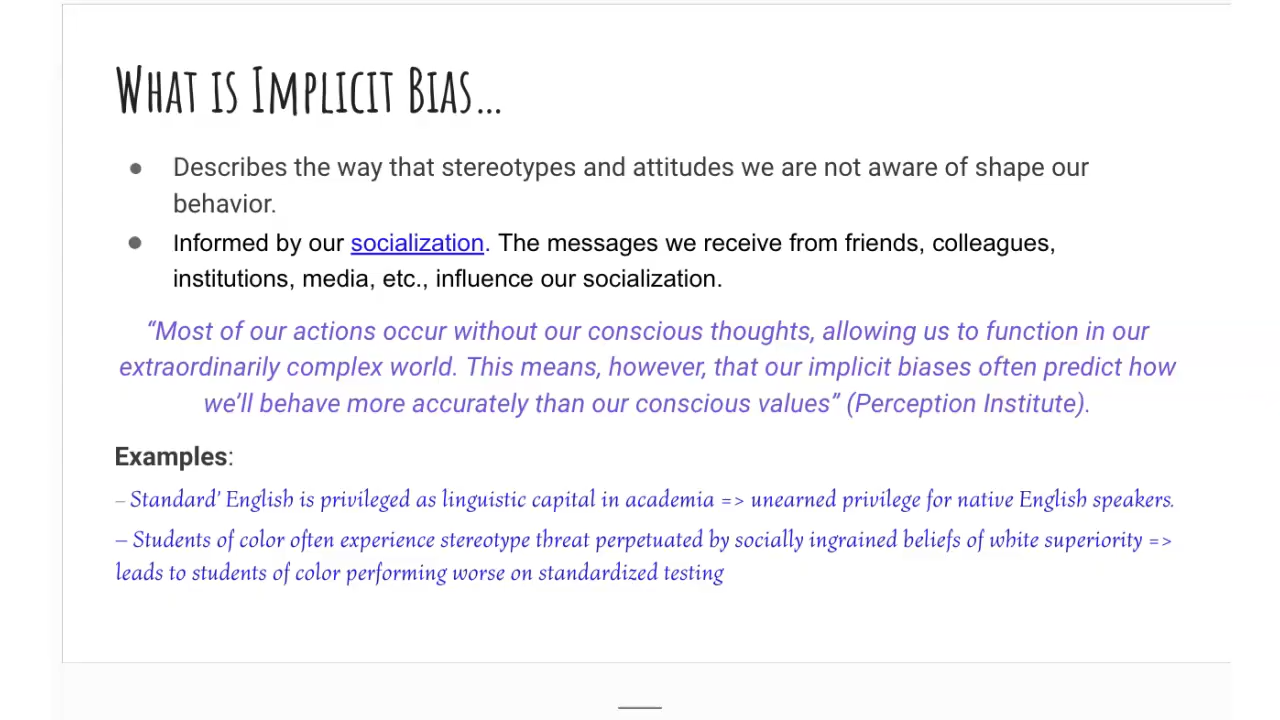 What is Implicit Bias...
● Describes the way that stereotypes and attitudes we are not aware of shape our
behavior.
● Informed by our socialization. The messages we receive from friends, colleagues,
institutions, media, etc., influence our socialization.
“Most of our actions occur without our conscious thoughts, allowing us to function in our
extraordinarily complex world. This means, however, that our implicit biases often predict how
we’ll behave more accurately than our conscious values” (Perception Institute).
Examples:
– Standard’ English is privileged as linguistic capital in academia => unearned privilege for native English speakers.
– Students of color often experience stereotype threat perpetuated by socially ingrained beliefs of white superiority =>
leads to students of color performing worse on standardized testing